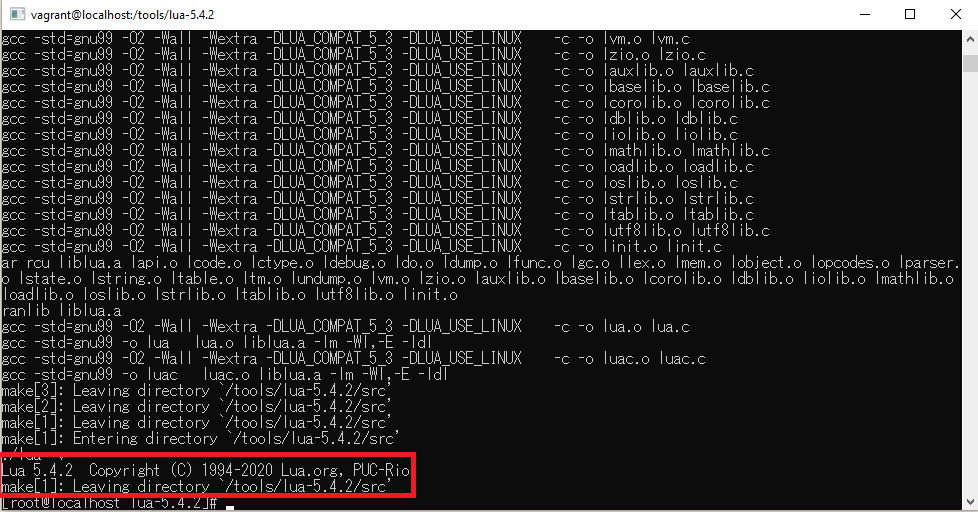 vagrant@localhost:/tools/lua-5.4.2
gcc -std=gnu99 -O2 -Wall -Wextra -DLUA_COMPAT_5_3 -DLUA_USE_LINUX    -c -o lvm.o lvm.c
gcc -std=gnu99 -O2 -Wall -Wextra -DLUA_COMPAT_5_3 -DLUA_USE_LINUX    -c -o lzio.o lzio.c
gcc -std=gnu99 -O2 -Wall -Wextra -DLUA_COMPAT_5_3 -DLUA_USE_LINUX    -c -o lauxlib.o lauxlib.c
gcc -std=gnu99 -O2 -Wall -Wextra -DLUA_COMPAT_5_3 -DLUA_USE_LINUX    -c -o lbaselib.o lbaselib.c
gcc -std=gnu99 -O2 -Wall -Wextra -DLUA_COMPAT_5_3 -DLUA_USE_LINUX    -c -o lcorolib.o lcorolib.c
gcc -std=gnu99 -O2 -Wall -Wextra -DLUA_COMPAT_5_3 -DLUA_USE_LINUX    -c -o ldblib.o ldblib.c
gcc -std=gnu99 -O2 -Wall -Wextra -DLUA_COMPAT_5_3 -DLUA_USE_LINUX    -c -o liolib.o liolib.c
gcc -std=gnu99 -O2 -Wall -Wextra -DLUA_COMPAT_5_3 -DLUA_USE_LINUX    -c -o lmathlib.o lmathlib.c
gcc -std=gnu99 -O2 -Wall -Wextra -DLUA_COMPAT_5_3 -DLUA_USE_LINUX    -c -o loadlib.o loadlib.c
gcc -std=gnu99 -O2 -Wall -Wextra -DLUA_COMPAT_5_3 -DLUA_USE_LINUX    -c -o loslib.o loslib.c
gcc -std=gnu99 -O2 -Wall -Wextra -DLUA_COMPAT_5_3 -DLUA_USE_LINUX    -c -o lstrlib.o lstrlib.c
gcc -std=gnu99 -O2 -Wall -Wextra -DLUA_COMPAT_5_3 -DLUA_USE_LINUX    -c -o ltablib.o ltablib.c
gcc -std=gnu99 -O2 -Wall -Wextra -DLUA_COMPAT_5_3 -DLUA_USE_LINUX    -c -o lutf8lib.o lutf8lib.c
gcc -std=gnu99 -O2 -Wall -Wextra -DLUA_COMPAT_5_3 -DLUA_USE_LINUX    -c -o linit.o linit.c
ar rcu liblua.a lapi.o lcode.o lctype.o ldebug.o ldo.o ldump.o lfunc.o lgc.o llex.o lmem.o lobject.o lopcodes.o lparser.
o lstate.o lstring.o ltable.o ltm.o lundump.o lvm.o lzio.o lauxlib.o lbaselib.o lcorolib.o ldblib.o liolib.o lmathlib.o
loadlib.o loslib.o lstrlib.o ltablib.o lutf8lib.o linit.o
ranlib liblua.a
gcc -std=gnu99 -O2 -Wall -Wextra -DLUA_COMPAT_5_3 -DLUA_USE_LINUX    -c -o lua.o lua.c
gcc -std=gnu99 -o lua   lua.o liblua.a -lm -Wl,-E -ldl
gcc -std=gnu99 -O2 -Wall -Wextra -DLUA_COMPAT_5_3 -DLUA_USE_LINUX    -c -o luac.o luac.c
gcc -std=gnu99 -o luac   luac.o liblua.a -lm -Wl,-E -ldl
make[3]: Leaving directory `/tools/lua-5.4.2/src'
make[2]: Leaving directory `/tools/lua-5.4.2/src'
make[1]: Leaving directory `/tools/lua-5.4.2/src'
make[1]: Entering directory `/tools/lua-5.4.2/src'
./lua -v
Lua 5.4.2  Copyright (C) 1994-2020 Lua.org, PUC-Rio
make[1]: Leaving directory `/tools/lua-5.4.2/src'
[root@localhost lua-5.4.2]#